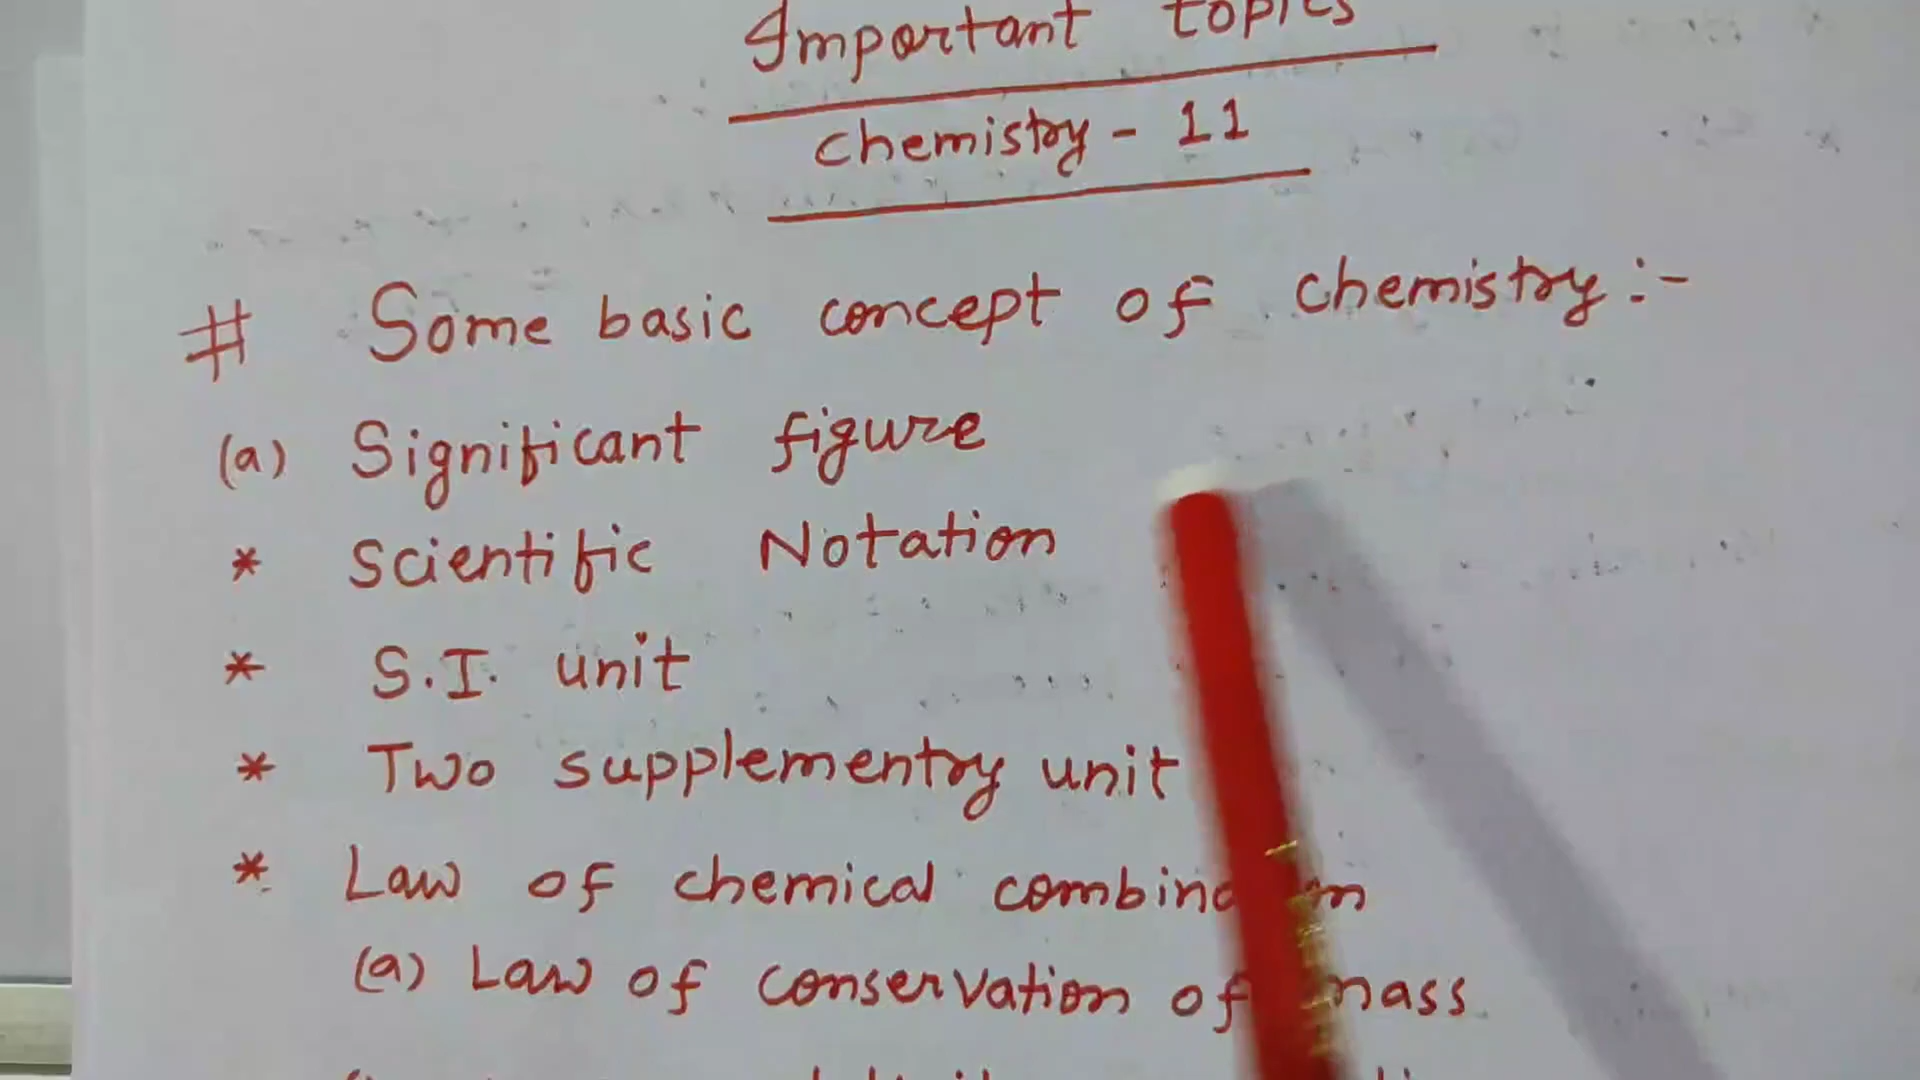 Important topics
chemistry - 11
# Some basic concept of chemistry :-
(a) Significant figure
* Scientific Notation
* S.I. unit
* Two supplementry unit
* Law of chemical
(a) Law of conservation of mass